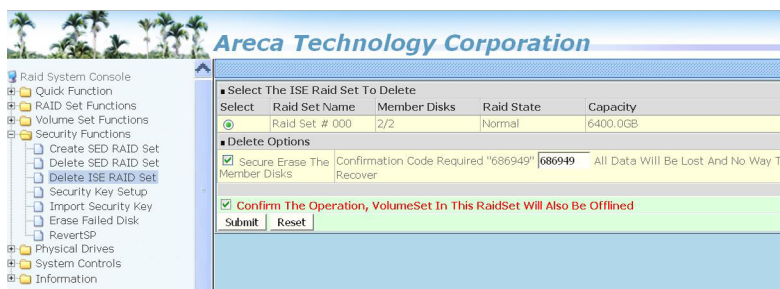 Areca Technology Corporation
Raid System Console
Quick Function
RAID Set Functions
Volume Set Functions
Security Functions
Create SED RAID Set
Delete SED RAID Set
Delete ISE RAID Set
Security Key Setup
Import Security Key
Erase Failed Disk
RevertSP
Physical Drives
System Controls
Information
Select The ISE Raid Set To Delete
Select Raid Set Name Member Disks Raid State Capacity
Raid Set # 000 2/2 Normal 6400.0GB
Delete Options
Secure Erase The Member Disks
Confirmation Code Required "686949" 686949 All Data Will Be Lost And No Way T
Recover
Confirm The Operation, VolumeSet In This RaidSet Will Also Be Offlined
Submit Reset